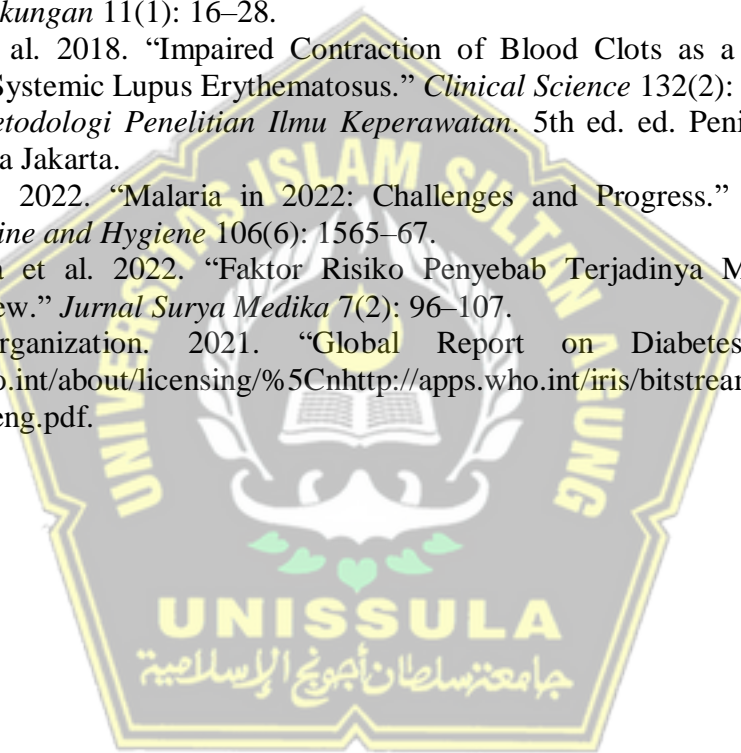 kungan 11(1): 16–28.
al. 2018. “Impaired Contraction of Blood Clots as a
Systemic Lupus Erythematosus.” Clinical Science 132(2):
etodologi Penelitian Ilmu Keperawatan. 5th ed. ed. Peni
a Jakarta.
2022. “Malaria in 2022: Challenges and Progress.”
ine and Hygiene 106(6): 1565–67.
n et al. 2022. “Faktor Risiko Penyebab Terjadinya M
ew.” Jurnal Surya Medika 7(2): 96–107.
rganization. 2021. “Global Report on Diabetes
o.int/about/licensing/%5Cnhttp://apps.who.int/iris/bitstream
eng.pdf.
UNIVERSITAS ISLAM SULTAN AGUNG
UNISSULA
جامعة سلطان أجونج الإسلامية